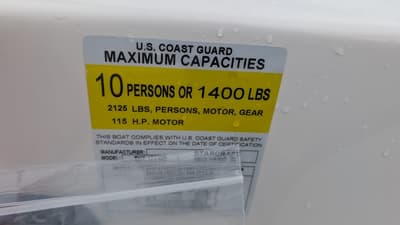 U.S. COAST GUARD
MAXIMUM CAPACITIES
10 PERSONS OR 1400 LBS
2125 LBS, PERSONS, MOTOR, GEAR
115 H.P. MOTOR
THIS BOAT COMPLIES WITH U.S. COAST GUARD SAFETY
STANDARDS IN EFFECT ON THE DATE OF CERTIFICATION
MANUFACTURER:
MODEL: